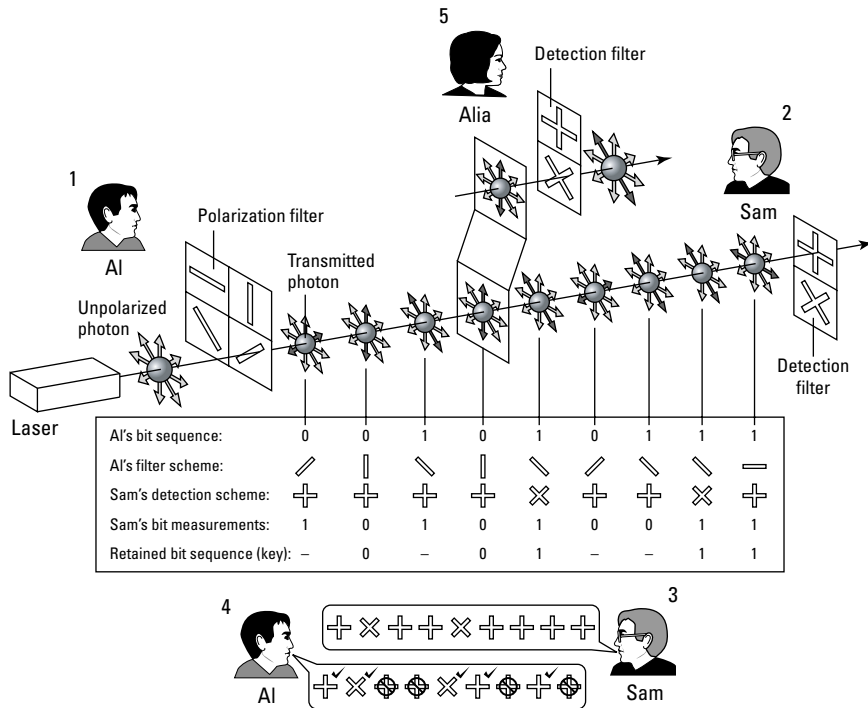 5
Detection filter
Alia
2
1
Sam
Polarization filter
Al
Transmitted
photon
Unpolarized
photon
Detection
filter
Laser
Al's bit sequence: 0 0 1 0 1 0 1 1 1
Al's filter scheme:
Sam's detection scheme:
Sam's bit measurements: 1 0 1 0 1 0 0 1 1
Retained bit sequence (key): – 0 – 0 1 – – 1 1
4
3
Al
Sam